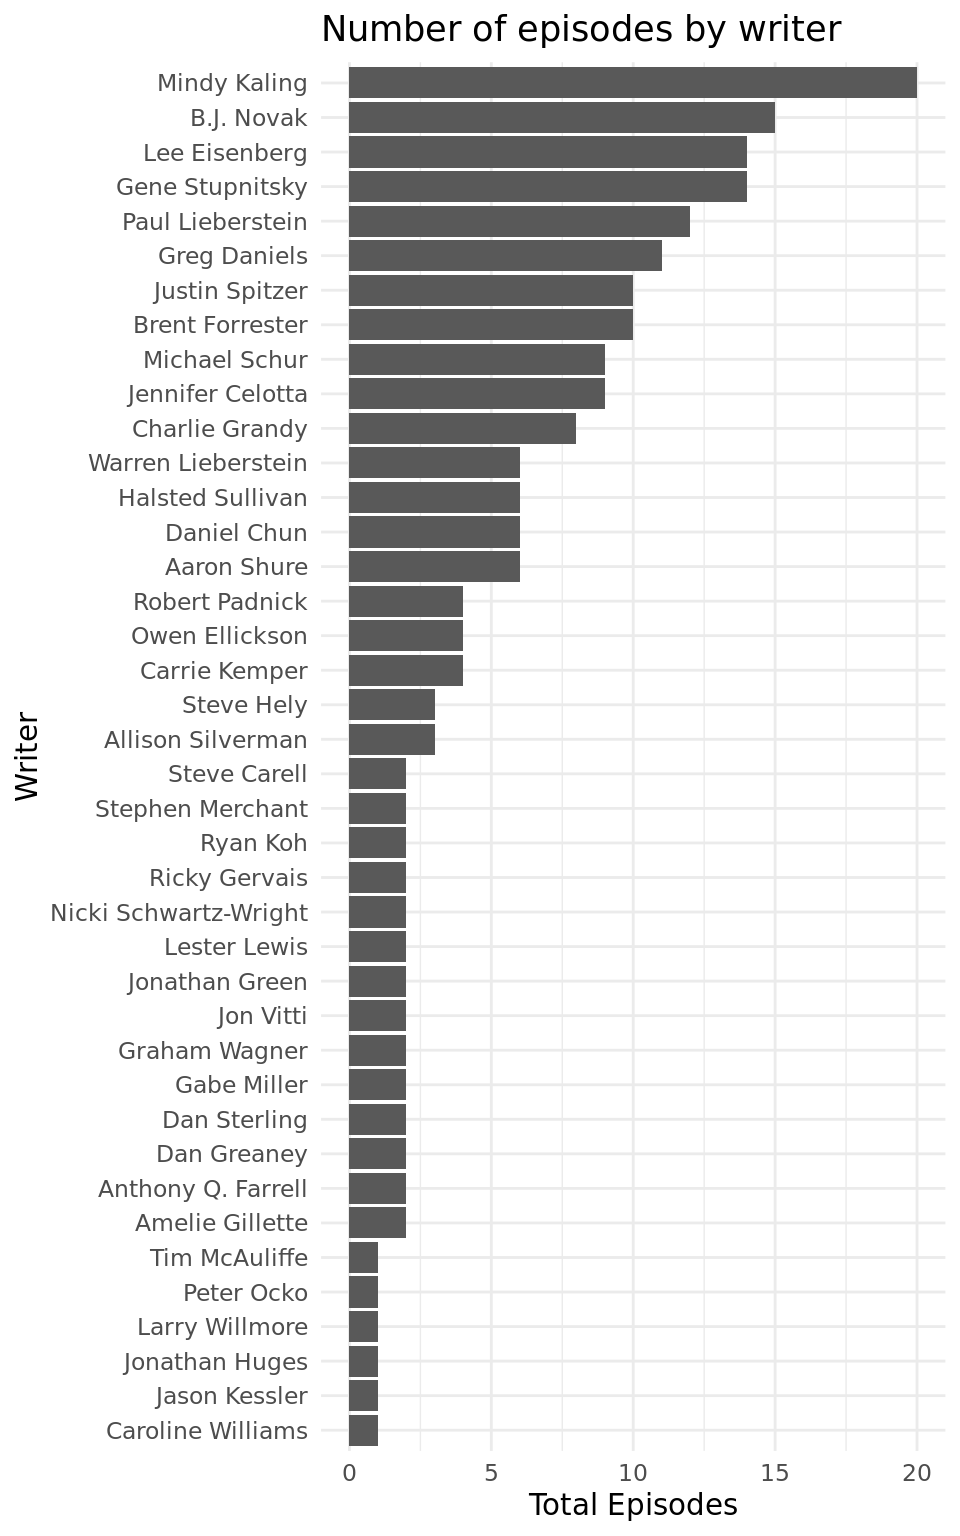 Number of episodes by writer
Mindy Kaling
B.J. Novak
Lee Eisenberg
Gene Stupnitsky
Paul Lieberstein
Greg Daniels
Justin Spitzer
Brent Forrester
Michael Schur
Jennifer Celotta
Charlie Grandy
Warren Lieberstein
Halsted Sullivan
Daniel Chun
Aaron Shure
Robert Padnick
Owen Ellickson
Carrie Kemper
Steve Hely
Allison Silverman
Steve Carell
Stephen Merchant
Ryan Koh
Ricky Gervais
Nicki Schwartz-Wright
Lester Lewis
Jonathan Green
Jon Vitti
Graham Wagner
Gabe Miller
Dan Sterling
Dan Greaney
Anthony Q. Farrell
Amelie Gillette
Tim McAuliffe
Peter Ocko
Larry Willmore
Jonathan Huges
Jason Kessler
Caroline Williams
Writer
0 5 10 15 20
Total Episodes